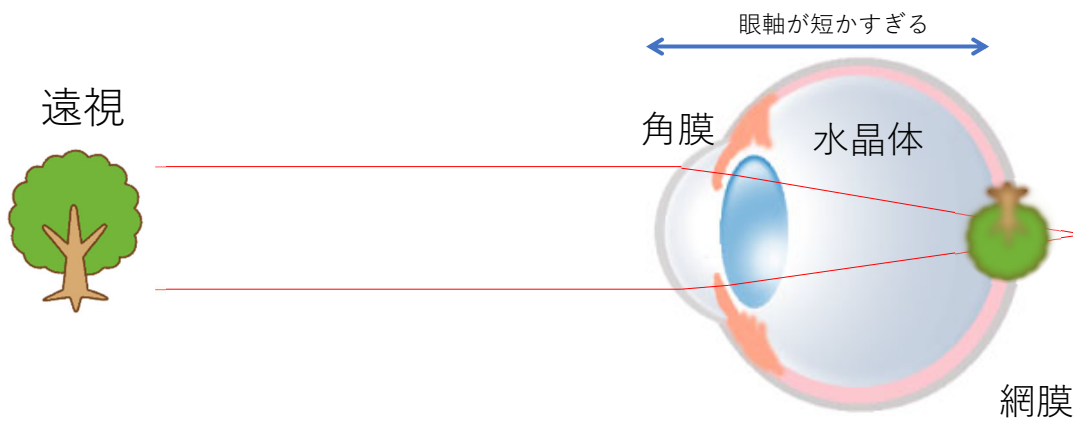 眼軸が短かすぎる
遠視
角膜
水晶体
網膜